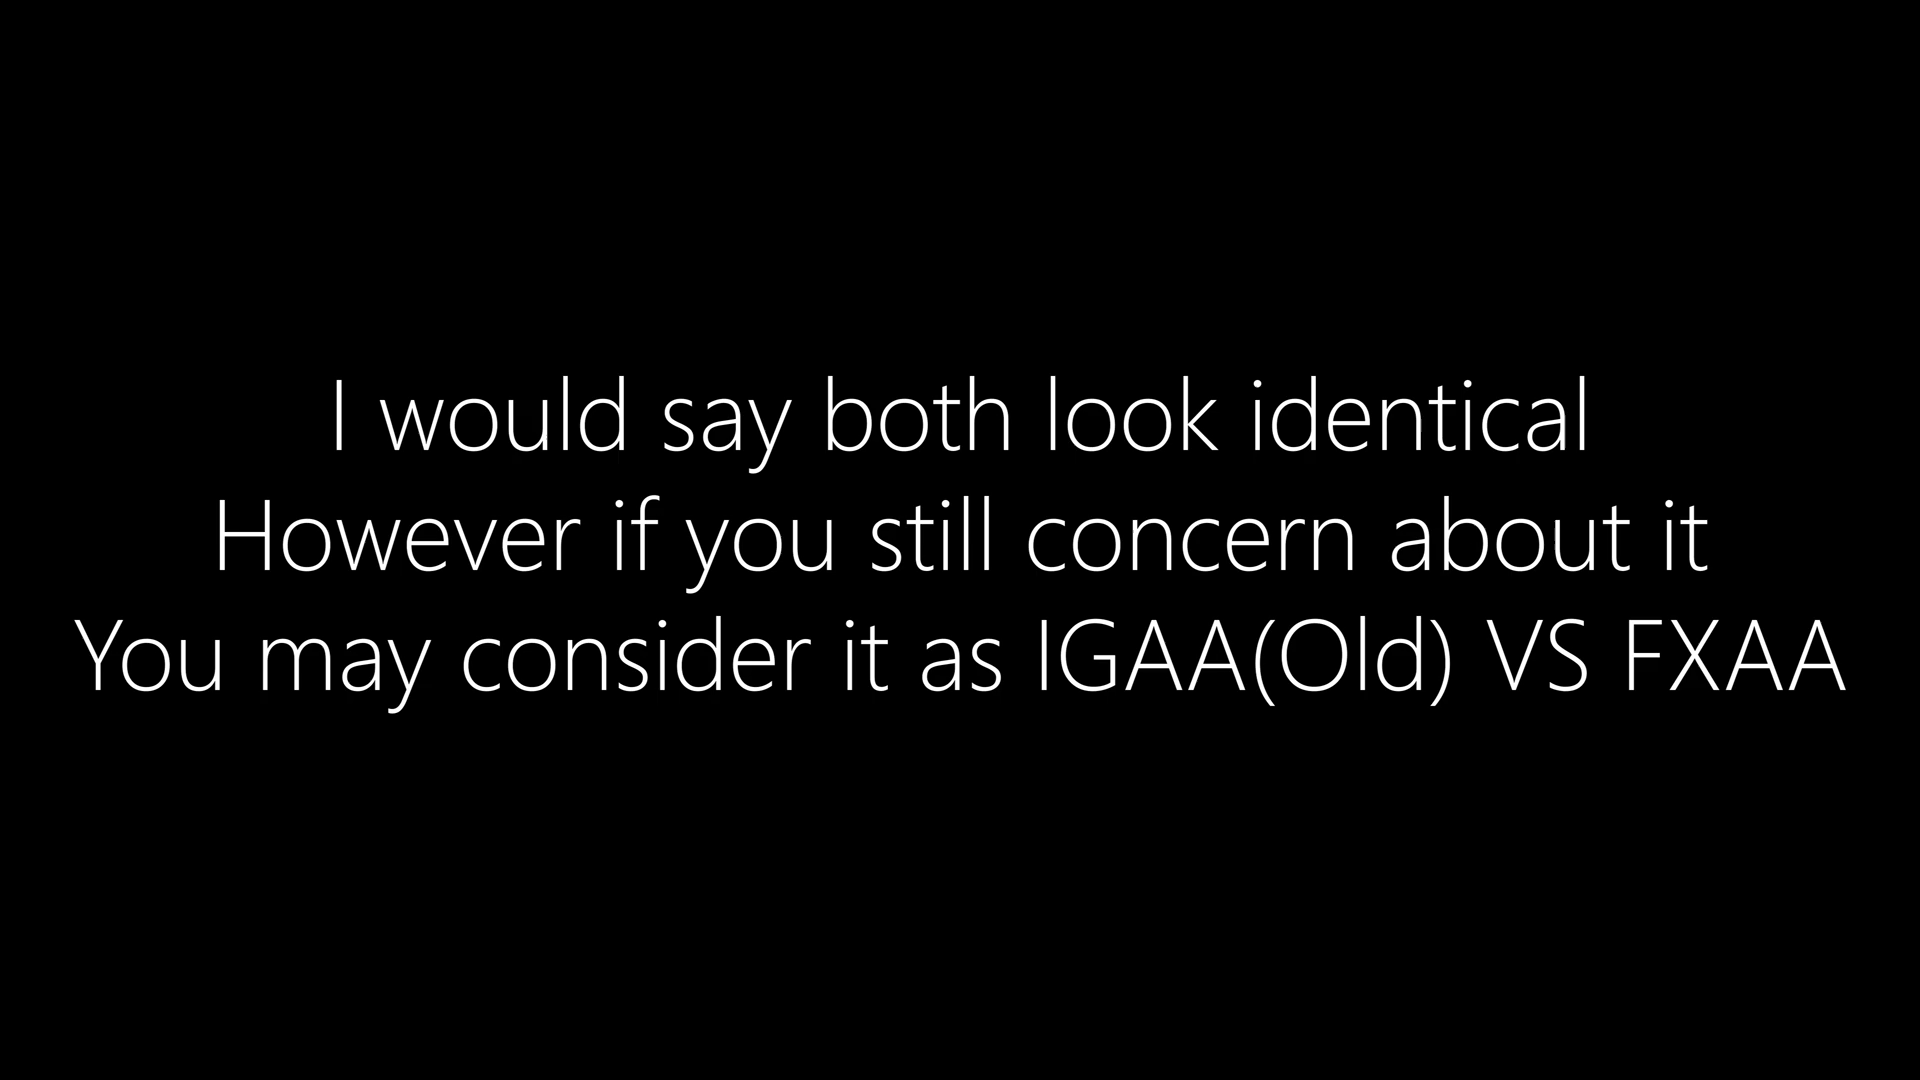 I would say both look identical
However if you still concern about it
You may consider it as IGAA(Old) VS FXAA